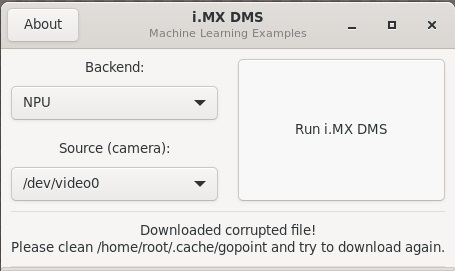 About
i.MX DMS
Machine Learning Examples
Backend:
NPU
Source (camera):
/dev/video0
Run i.MX DMS
Downloaded corrupted file!
Please clean /home/root/.cache/gopoint and try to download again.